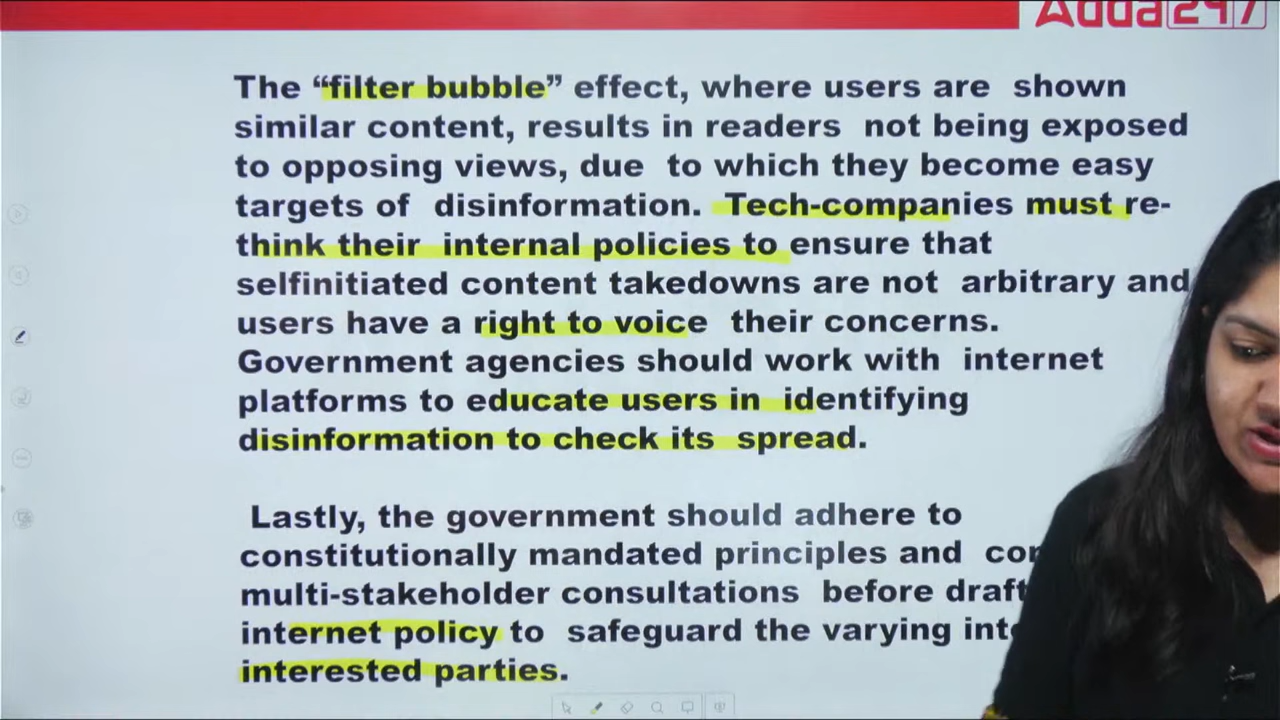 Adda247
The “filter bubble” effect, where users are shown
similar content, results in readers not being exposed
to opposing views, due to which they become easy
targets of disinformation. Tech-companies must re-
think their internal policies to ensure that
selfinitiated content takedowns are not arbitrary and
users have a right to voice their concerns.
Government agencies should work with internet
platforms to educate users in identifying
disinformation to check its spread.
Lastly, the government should adhere to
constitutionally mandated principles and
multi-stakeholder consultations before
internet policy to safeguard the varying
interested parties.